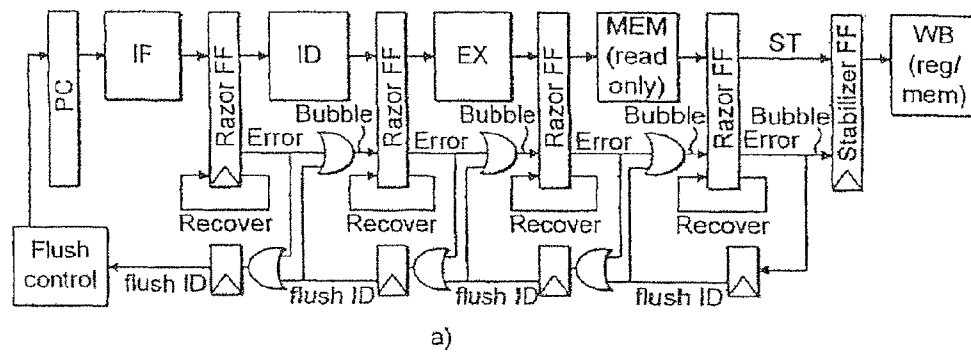 PC
IF
Razor FF
ID
Razor FF
EX
Razor FF
MEM
(read
only)
Razor FF
ST
Stabilizer FF
WB
(reg/
mem)
Error
Bubble
Error
Bubble
Error
Bubble
Error
Bubble
Recover
Recover
Recover
Recover
Flush
control
flush ID
flush ID
flush ID
flush ID
a)